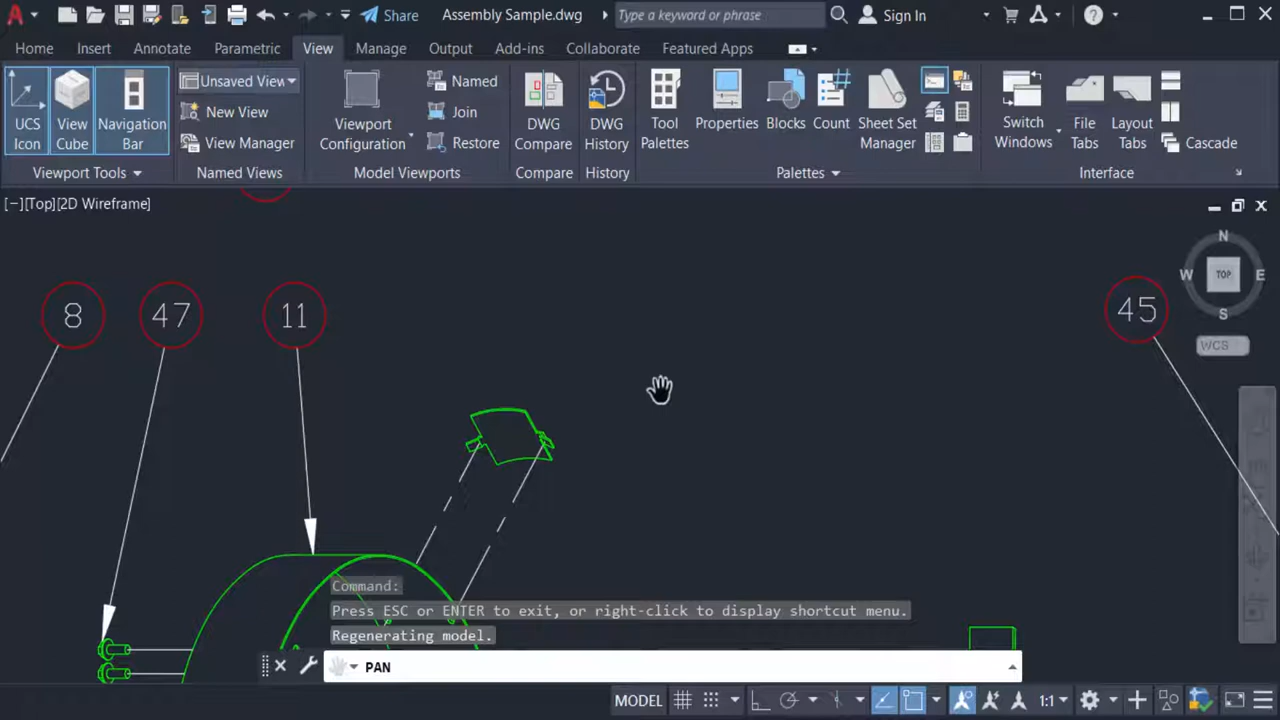 Share Assembly Sample.dwg Type a keyword or phrase Sign In
Home Insert Annotate Parametric View Manage Output Add-ins Collaborate Featured Apps
UCS Icon
View Cube
Navigation Bar
Viewport Tools
Unsaved View
New View
View Manager
Named Views
Viewport Configuration
Named
Join
Restore
Model Viewports
DWG Compare
Compare
DWG History
History
Tool Palettes
Properties
Blocks
Count
Sheet Set Manager
Palettes
Switch Windows
File Tabs
Layout Tabs
Cascade
Interface
[−][Top][2D Wireframe]
N
W TOP E
S
WCS
8 47 11 45
Command:
Press ESC or ENTER to exit, or right-click to display shortcut menu.
Regenerating model.
PAN
MODEL 1:1